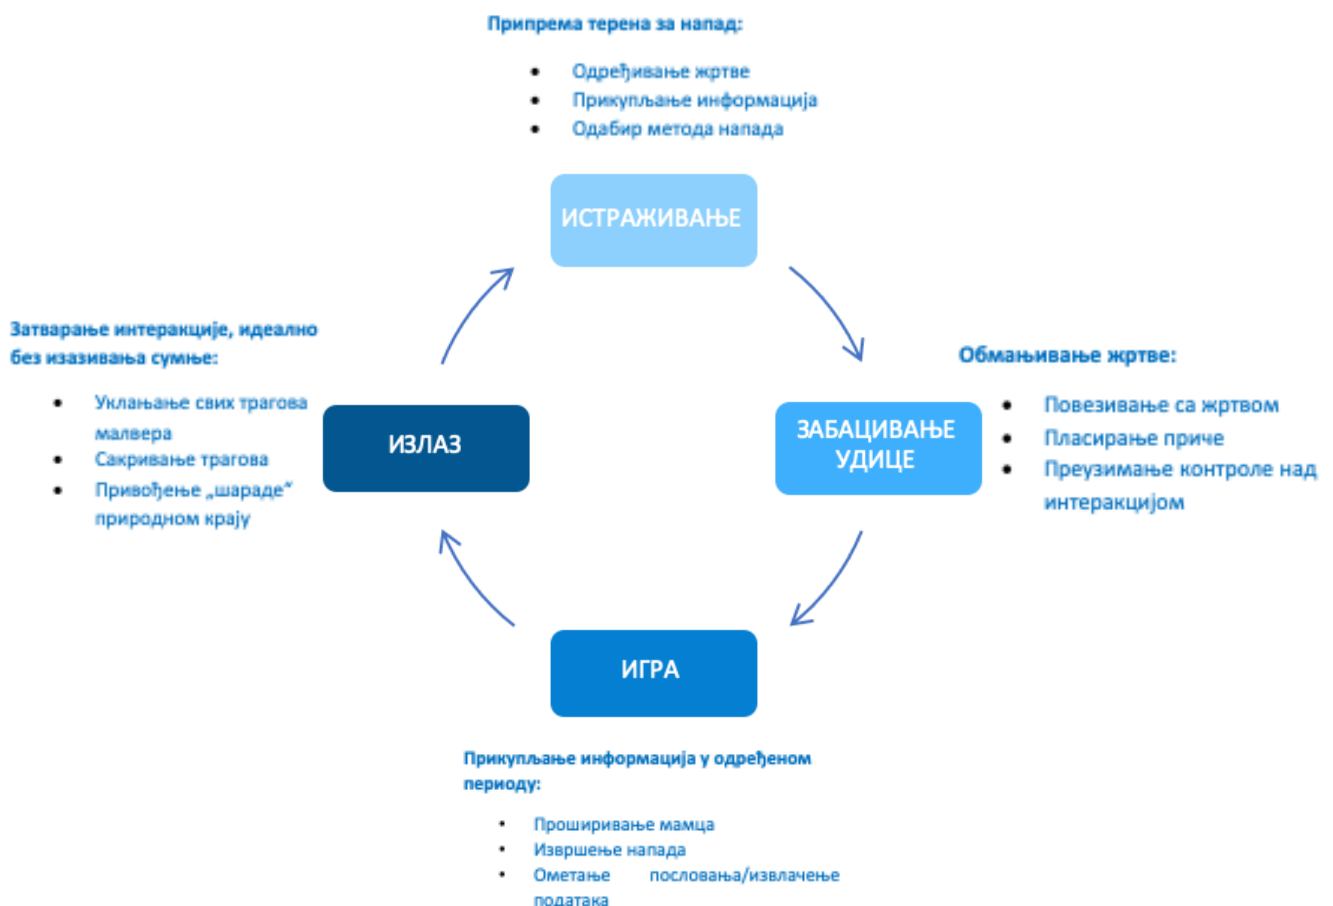 Припрема терена за напад:
• Одређивање жртве
• Прикупљање информација
• Одабир метода напада
ИСТРАЖИВАЊЕ
Обмањивање жртве:
• Повезивање са жртвом
• Пласирање приче
• Преузимање контроле над
интеракцијом
ЗАБАЦИВАЊЕ
УДИЦЕ
ИГРА
Прикупљање информација у одређеном
периоду:
• Проширивање мамца
• Извршење напада
• Ометање пословања/извлачење
података
Затварање интеракције, идеално
без изазивања сумње:
• Уклањање свих трагова
малвера
• Сакривање трагова
• Привођење „шараде“
природном крају
ИЗЛАЗ